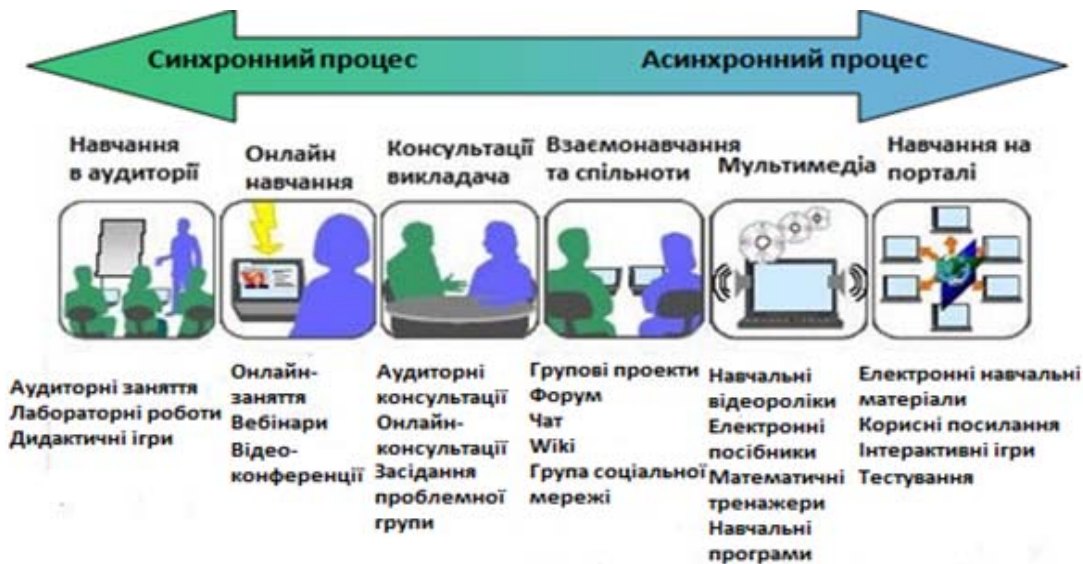 Синхронний процес
Асинхронний процес
Навчання
в аудиторії
Онлайн
навчання
Консультації
викладача
Взаємонавчання
та спільноти
Мультимедіа
Навчання на
порталі
Аудиторні заняття
Лабораторні роботи
Дидактичні ігри
Онлайн-
заняття
Вебінари
Відео-
конференції
Аудиторні
консультації
Онлайн-
консультації
Засідання
проблемної
групи
Групові проекти
Форум
Чат
Wiki
Група соціальної
мережі
Навчальні
відеоролики
Електронні
посібники
Математичні
тренажери
Навчальні
програми
Електронні навчальні
матеріали
Корисні посилання
Інтерактивні ігри
Тестування